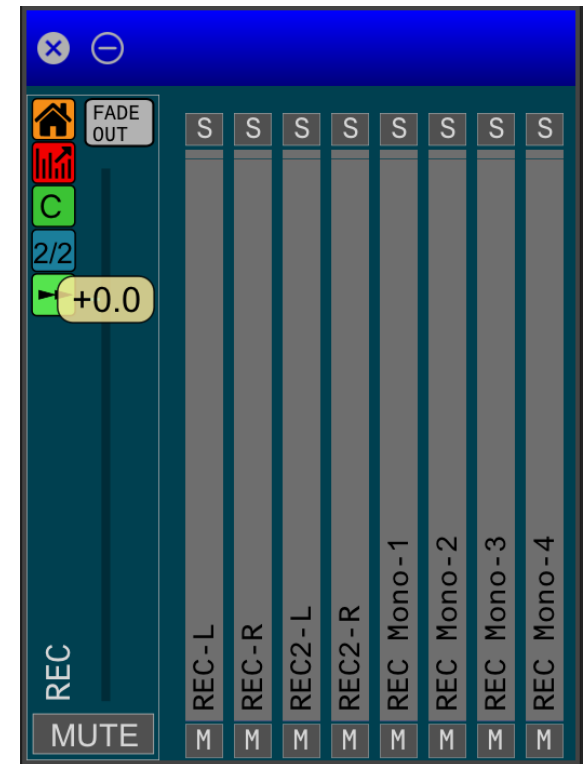 FADE
OUT
S S S S S S S S
C
2/2
+0.0
REC
REC-L
REC-R
REC2-L
REC2-R
REC Mono-1
REC Mono-2
REC Mono-3
REC Mono-4
MUTE
M M M M M M M M